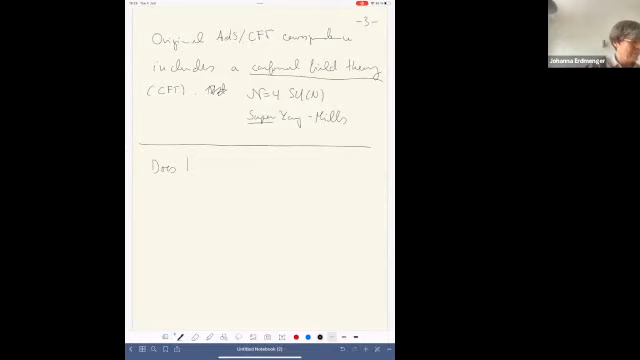 -3-
Johanna Erdmenger
Original AdS/CFT correspondence
includes a conformal field theory
(CFT). N=4 SU(N)
Super Yang-Mills
Does
Untitled Notebook (2)